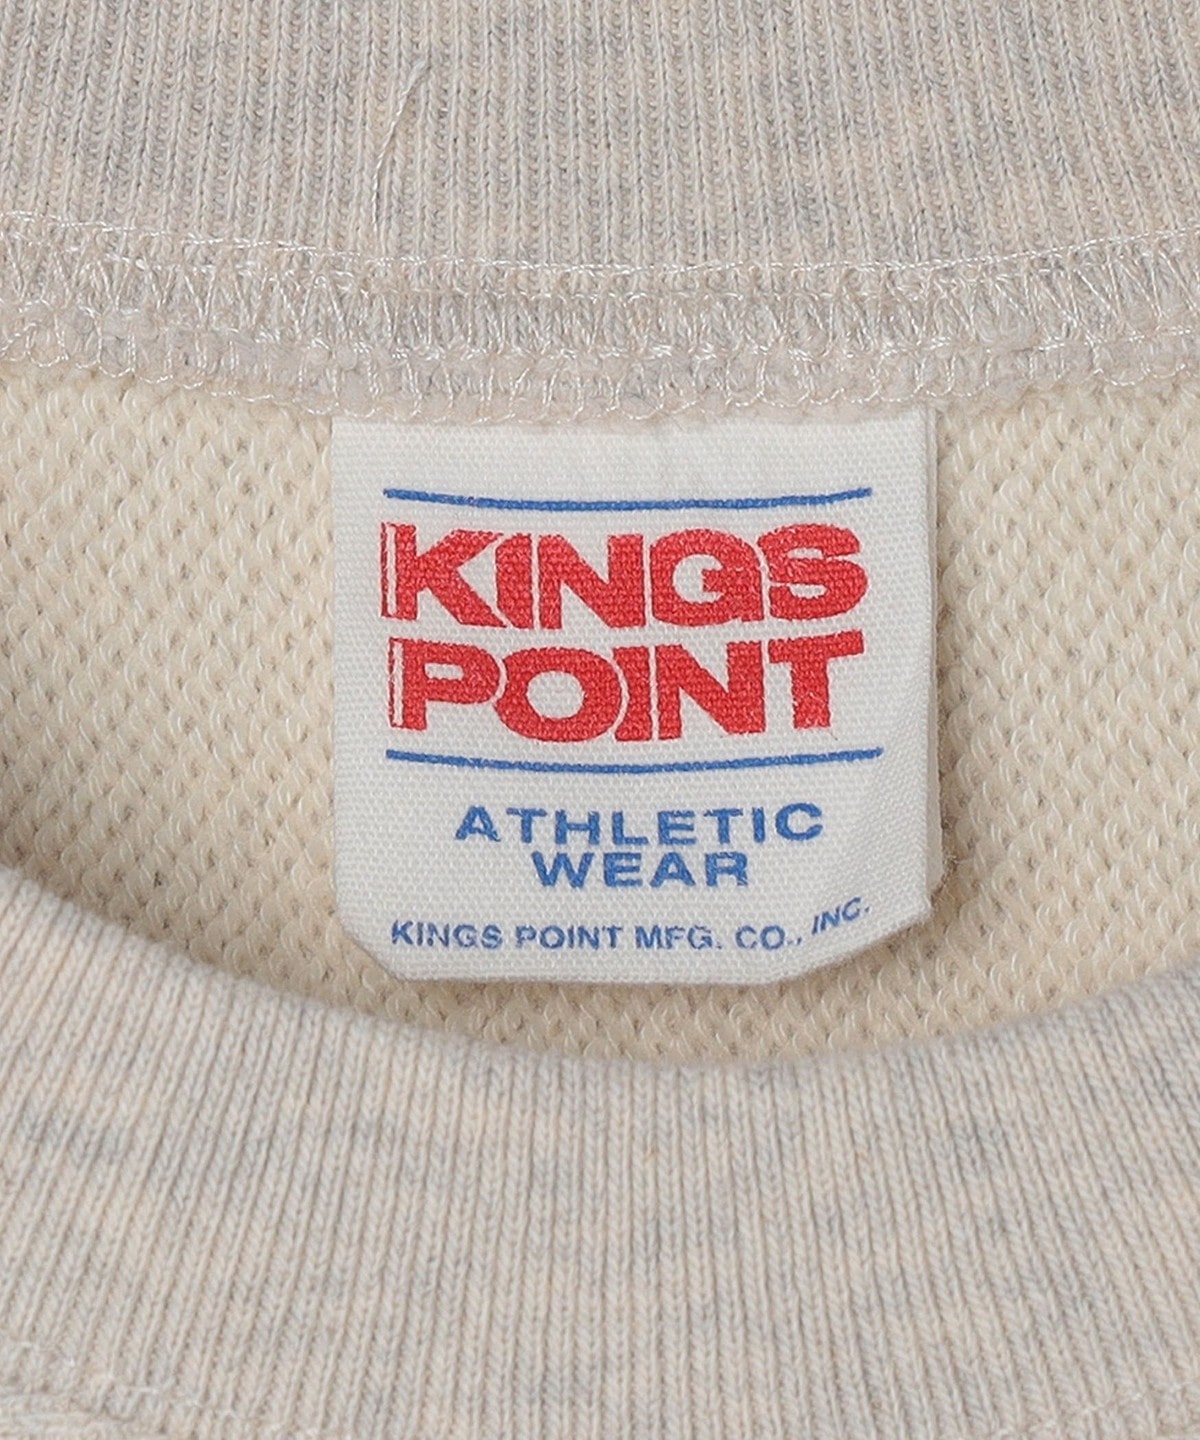 KINGS
POINT
ATHLETIC
WEAR
KINGS POINT MFG. CO., INC.